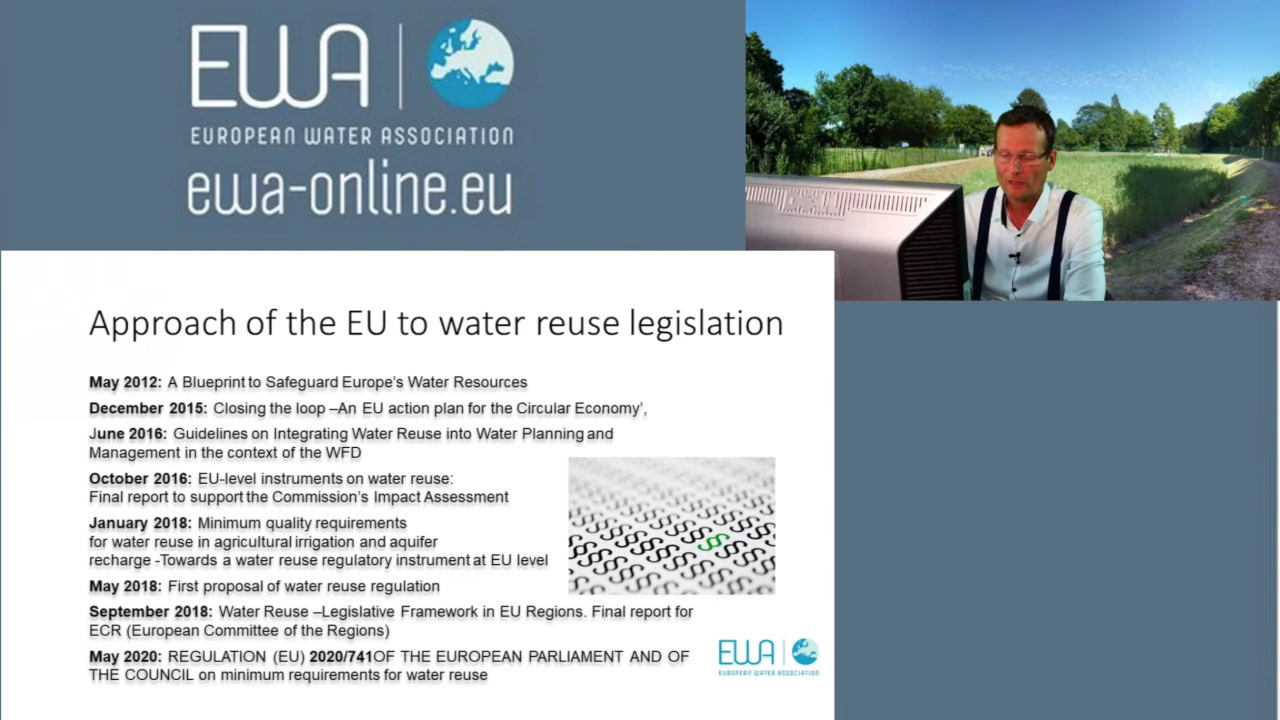 EWA
EUROPEAN WATER ASSOCIATION
ewa-online.eu
Approach of the EU to water reuse legislation
May 2012: A Blueprint to Safeguard Europe's Water Resources
December 2015: Closing the loop –An EU action plan for the Circular Economy',
June 2016: Guidelines on Integrating Water Reuse into Water Planning and
Management in the context of the WFD
October 2016: EU-level instruments on water reuse:
Final report to support the Commission's Impact Assessment
January 2018: Minimum quality requirements
for water reuse in agricultural irrigation and aquifer
recharge -Towards a water reuse regulatory instrument at EU level
May 2018: First proposal of water reuse regulation
September 2018: Water Reuse –Legislative Framework in EU Regions. Final report for
ECR (European Committee of the Regions)
May 2020: REGULATION (EU) 2020/741OF THE EUROPEAN PARLIAMENT AND OF
THE COUNCIL on minimum requirements for water reuse
EWA
EUROPEAN WATER ASSOCIATION